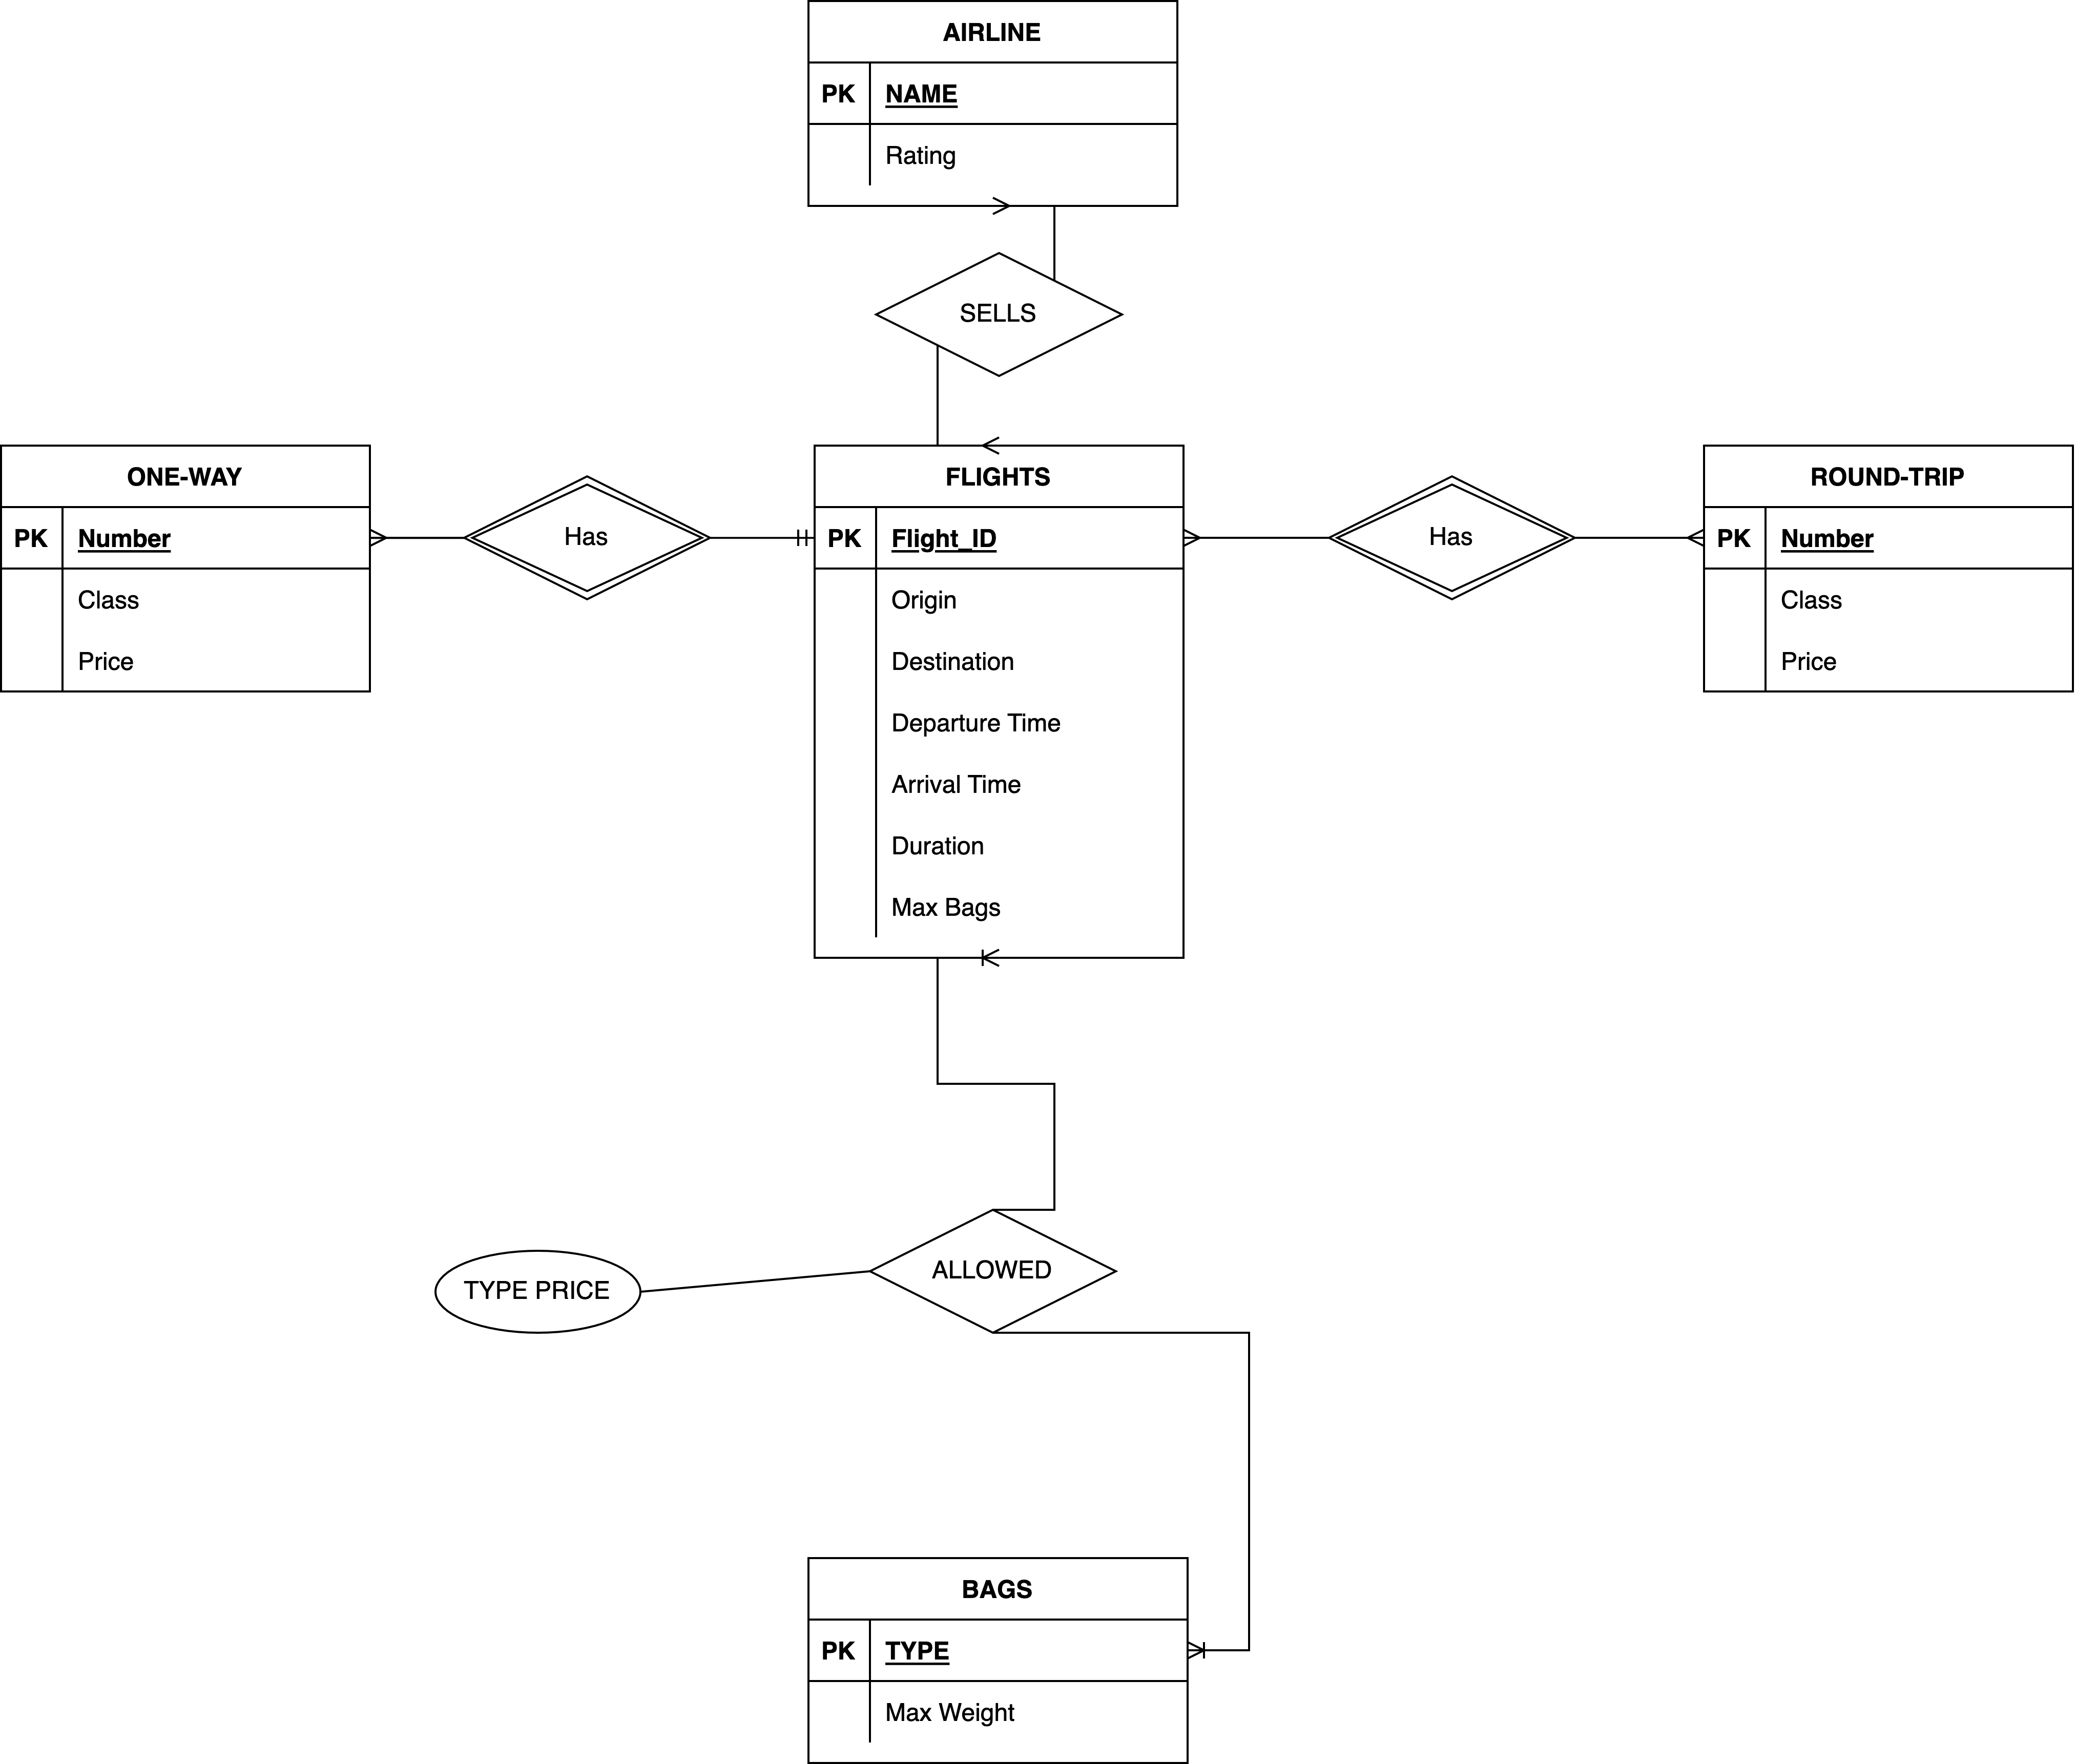 AIRLINE
PK NAME
Rating
SELLS
ONE-WAY
PK Number
Class
Price
Has
FLIGHTS
PK Flight_ID
Origin
Destination
Departure Time
Arrival Time
Duration
Max Bags
Has
ROUND-TRIP
PK Number
Class
Price
TYPE PRICE
ALLOWED
BAGS
PK TYPE
Max Weight